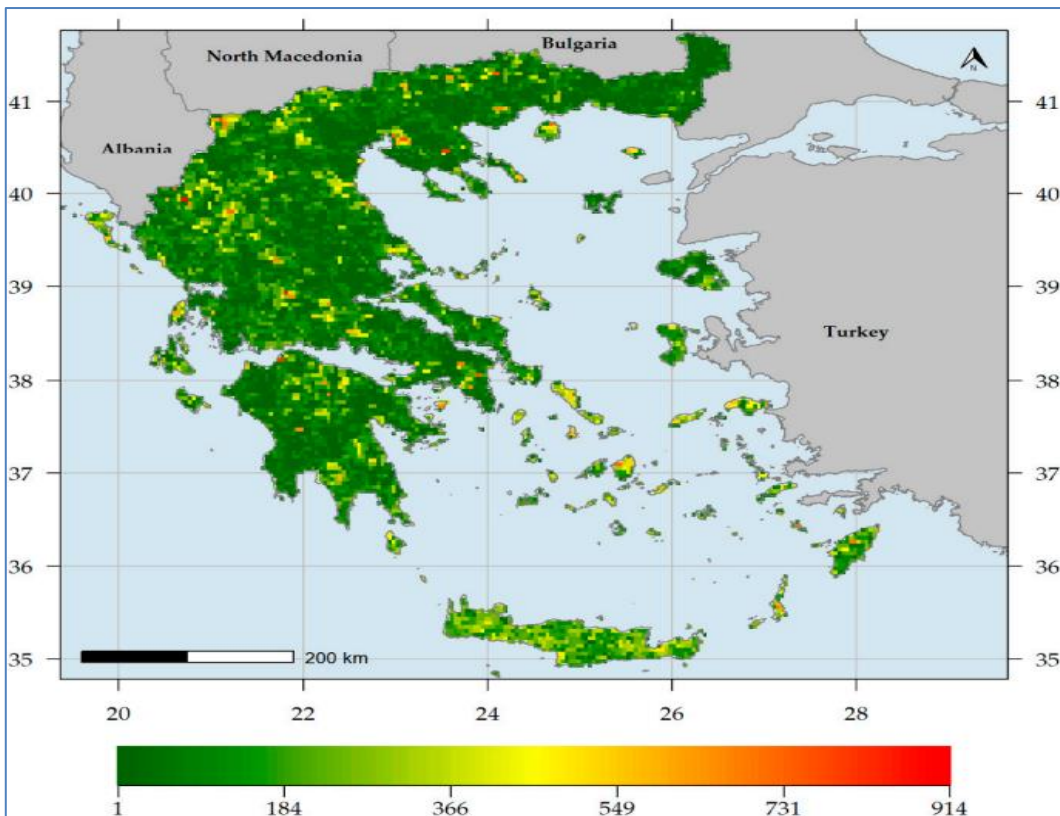 Bulgaria
North Macedonia
N
41 41
Albania
40 40
39 39
Turkey
38 38
37 37
36 36
35 200 km 35
20 22 24 26 28
1 184 366 549 731 914